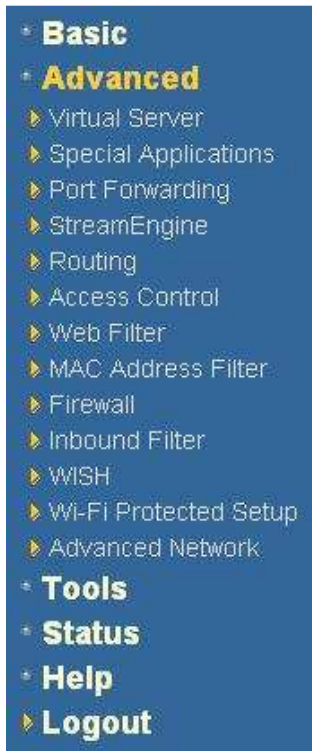 Basic
Advanced
Virtual Server
Special Applications
Port Forwarding
StreamEngine
Routing
Access Control
Web Filter
MAC Address Filter
Firewall
Inbound Filter
WISH
Wi-Fi Protected Setup
Advanced Network
Tools
Status
Help
Logout